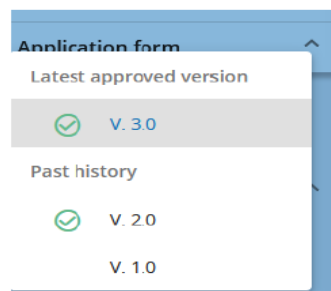 Application form
Latest approved version
V. 3.0
Past history
V. 2.0
V. 1.0